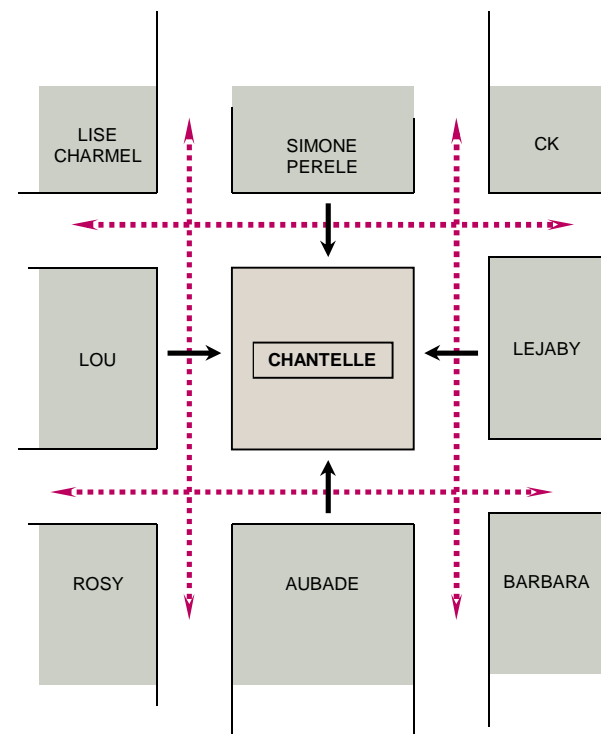 LISE
CHARMEL
SIMONE
PERELE
CK
LOU
CHANTELLE
LEJABY
ROSY
AUBADE
BARBARA